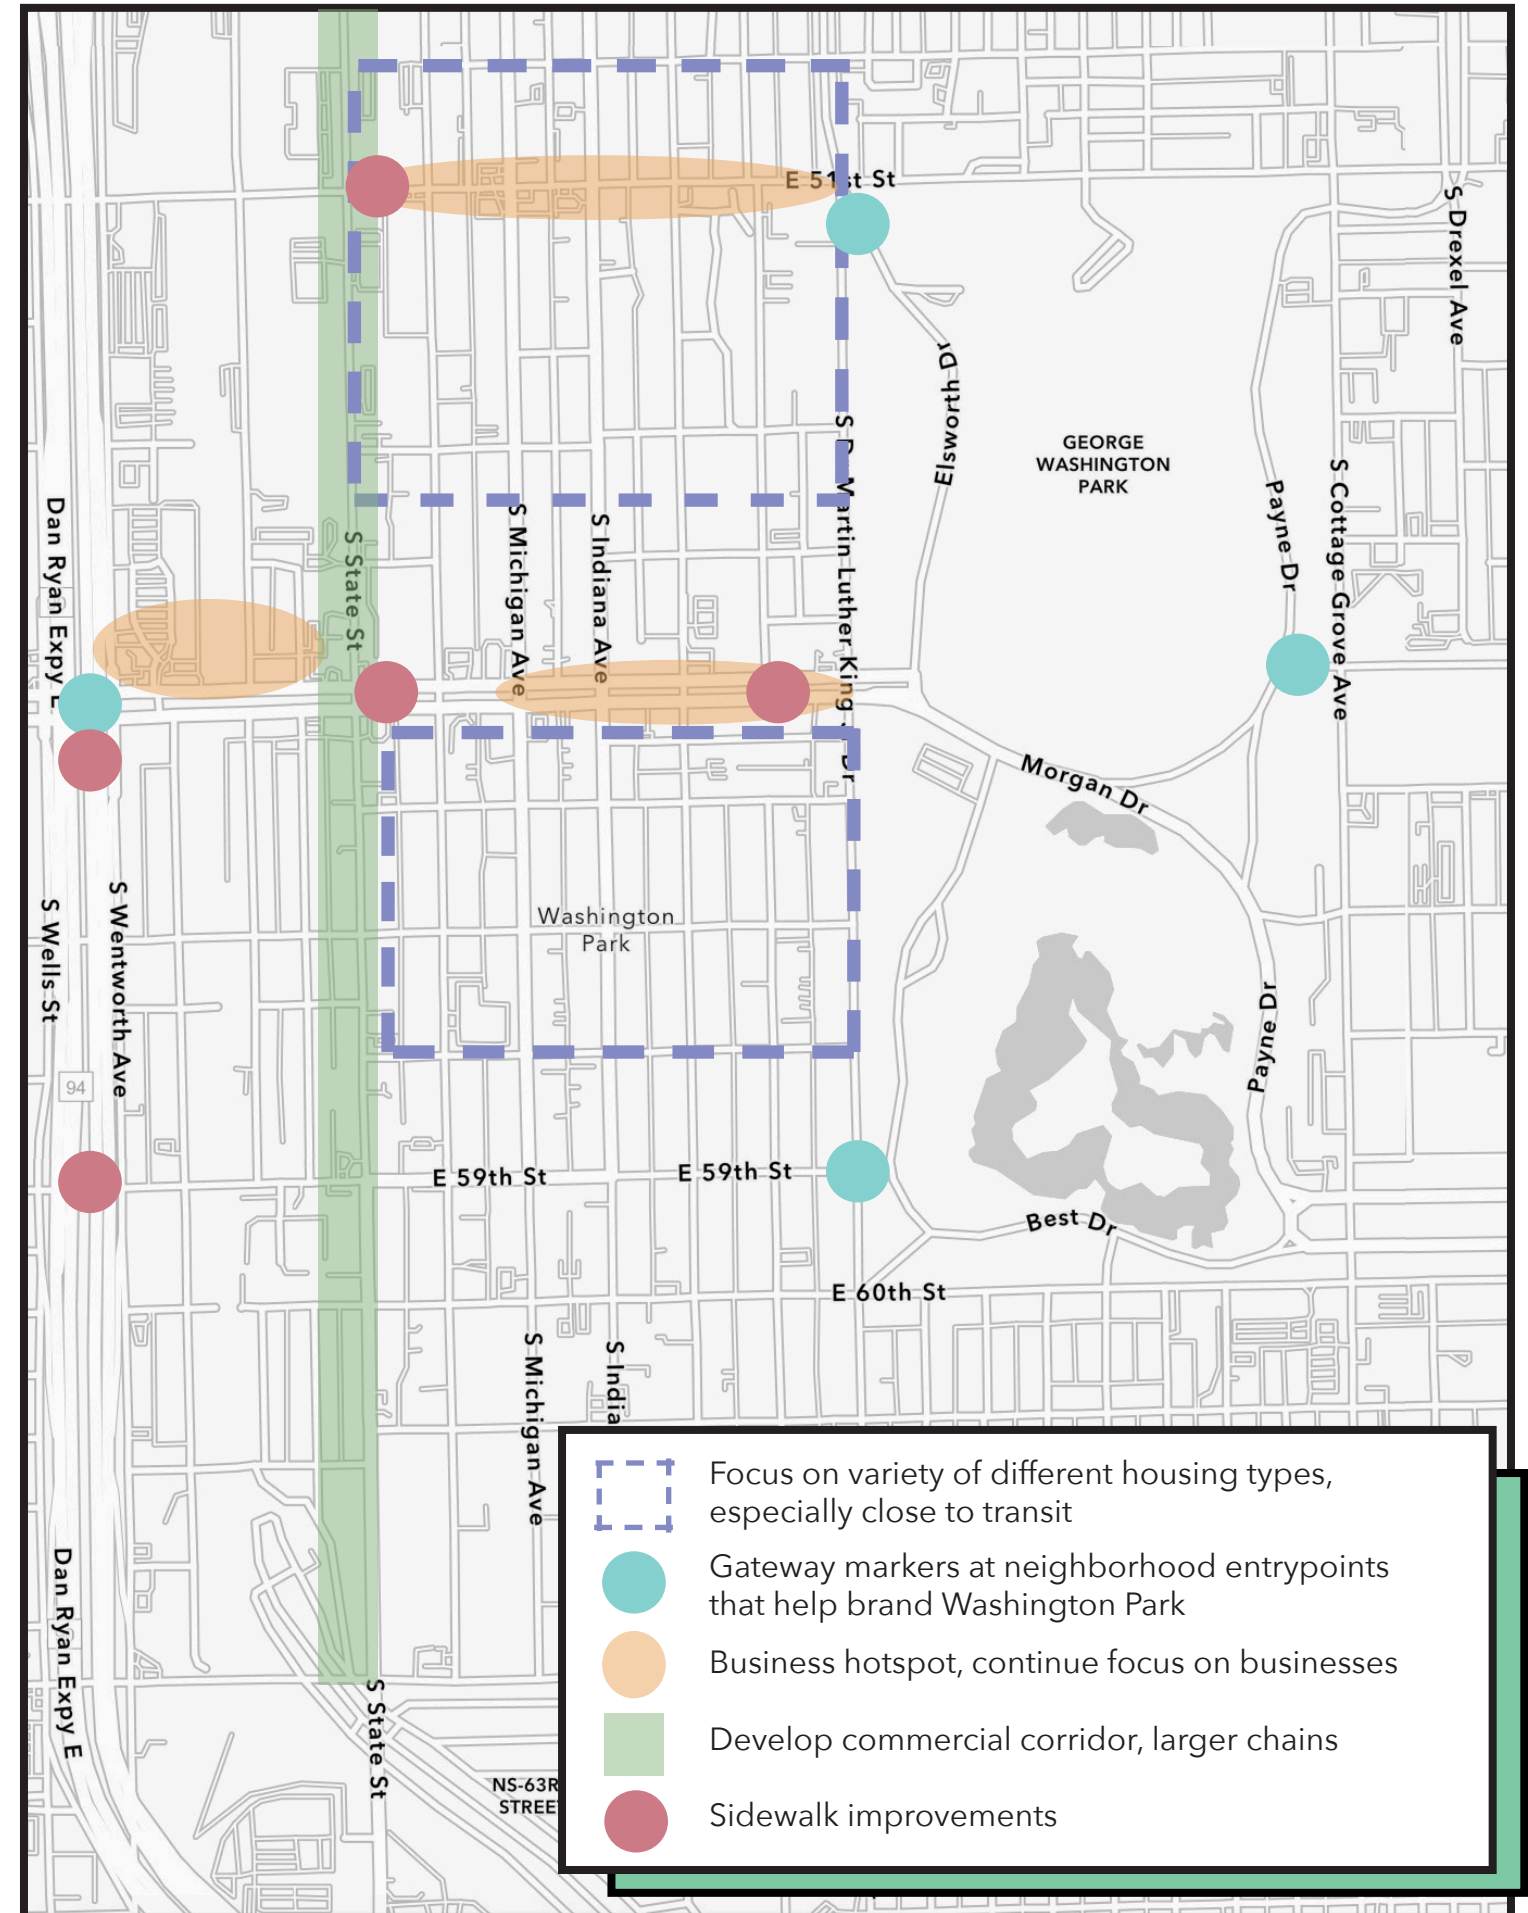 E 51st St
S Drexel Ave
Elsworth Dr
GEORGE
WASHINGTON
PARK
Payne Dr
S Cottage Grove Ave
Dan Ryan Expy E
S State St
S Michigan Ave
S Indiana Ave
Martin Luther King
Dr
Morgan Dr
Washington
Park
S Wells St
S Wentworth Ave
94
Payne Dr
E 59th St
E 59th St
Best Dr
E 60th St
S Michigan Ave
S India
Dan Ryan Expy E
S State St
NS-63R
STREE
Focus on variety of different housing types,
especially close to transit
Gateway markers at neighborhood entrypoints
that help brand Washington Park
Business hotspot, continue focus on businesses
Develop commercial corridor, larger chains
Sidewalk improvements